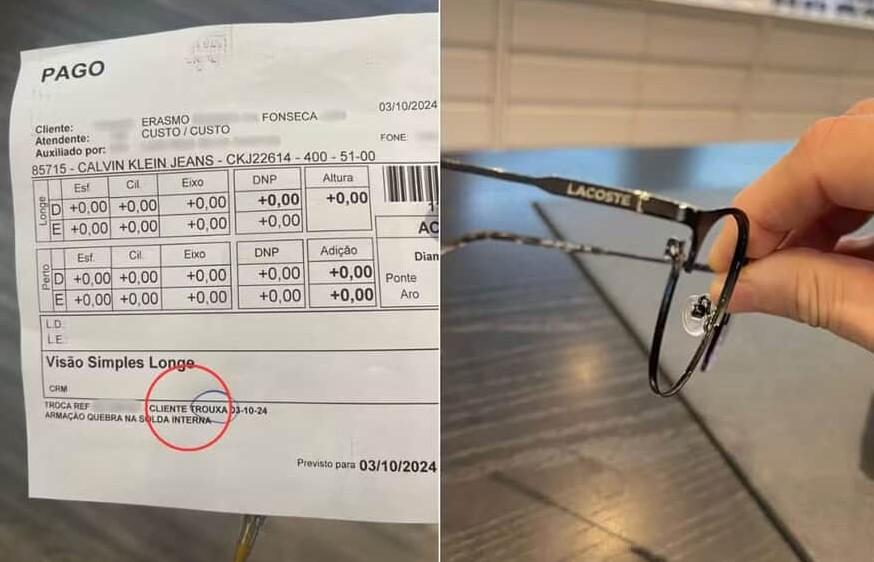 PAGO
03/10/2024
Cliente: ERASMO FONSECA
Atendente: CUSTO / CUSTO
FONE:
Auxiliado por:
85715 - CALVIN KLEIN JEANS - CKJ22614 - 400 - 51-00
Longe Esf. Cil. Eixo DNP Altura
D +0,00 +0,00 +0,00 +0,00 +0,00
E +0,00 +0,00 +0,00 +0,00
Perto Esf. Cil. Eixo DNP Adição
D +0,00 +0,00 +0,00 +0,00 +0,00
E +0,00 +0,00 +0,00 +0,00 +0,00
Ponte
Aro
L.D.
L.E.
Visão Simples Longe
CRM
TROCA REF CLIENTE TROUXA 03-10-24
ARMAÇÃO QUEBRA NA SOLDA INTERNA
Previsto para 03/10/2024
LACOSTE